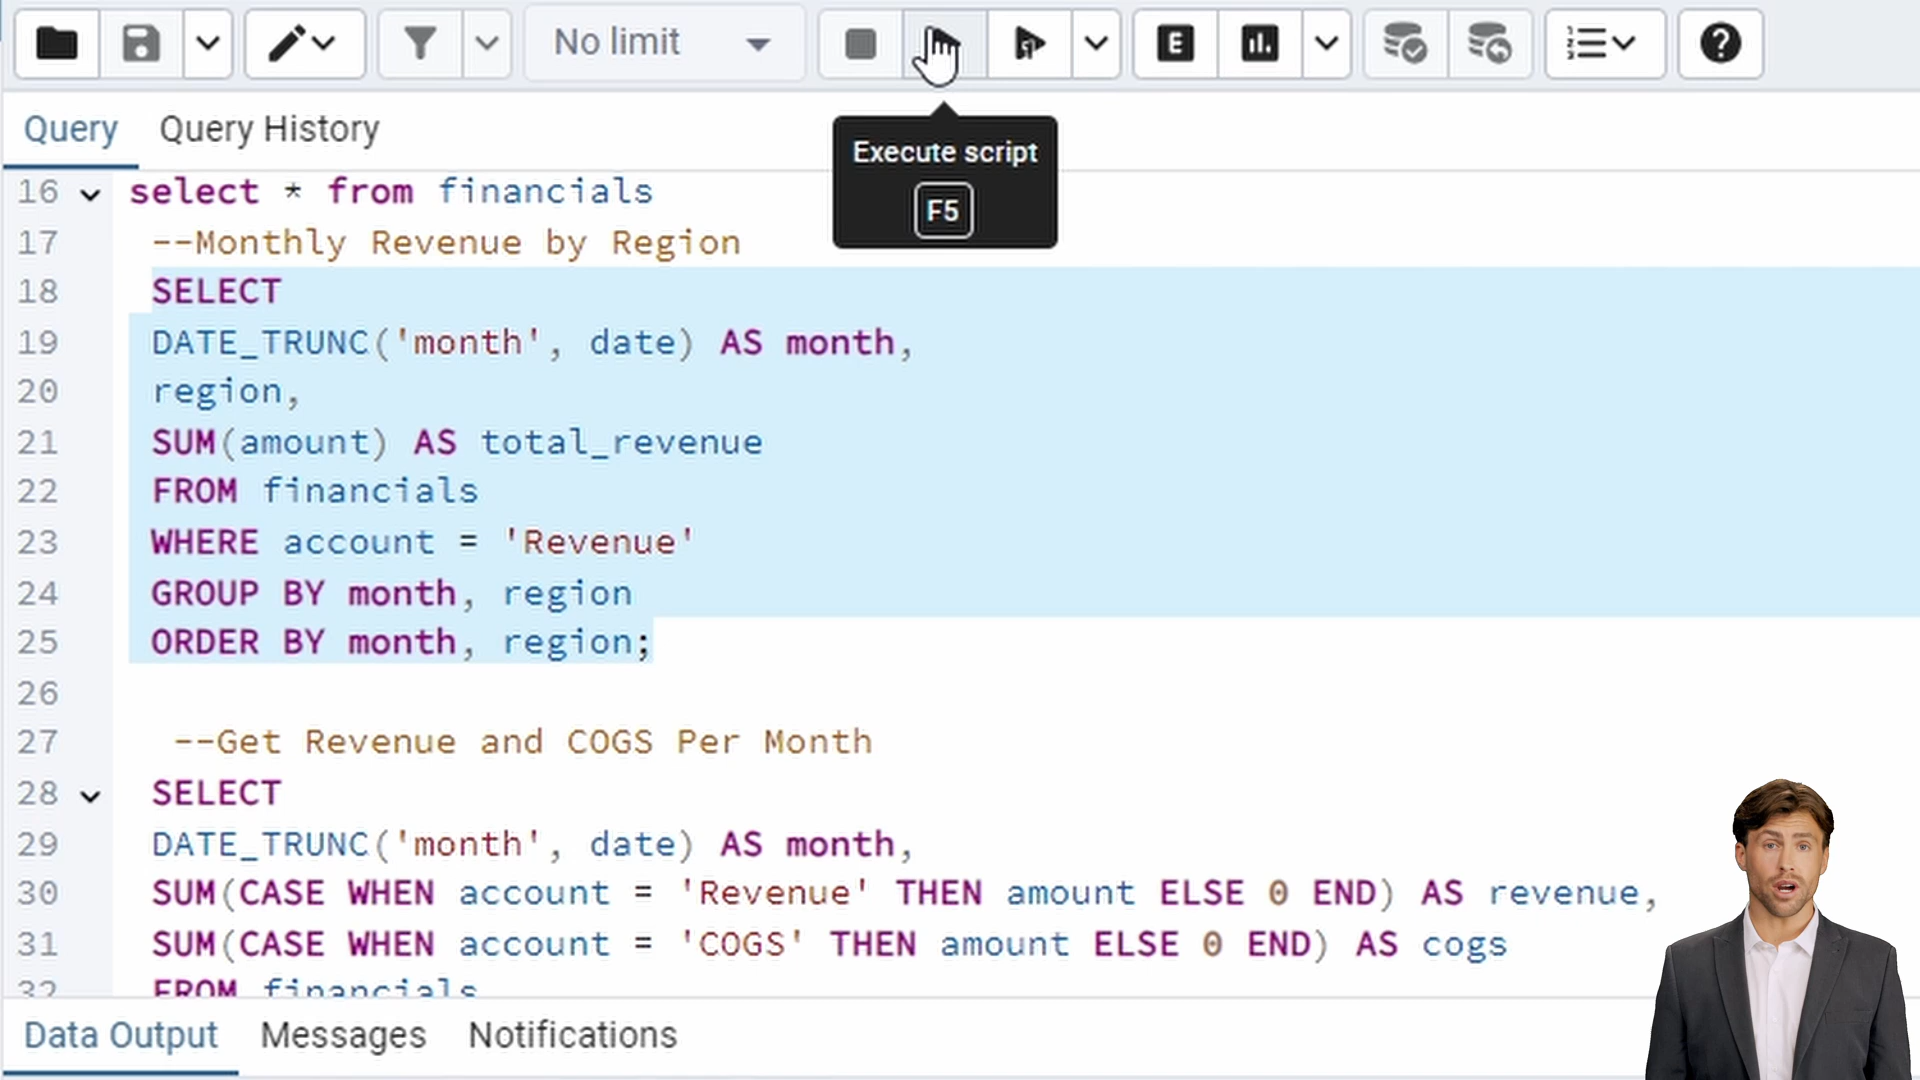 No limit
E
Execute script
F5
Query Query History
16 select * from financials
17 --Monthly Revenue by Region
18 SELECT
19 DATE_TRUNC('month', date) AS month,
20 region,
21 SUM(amount) AS total_revenue
22 FROM financials
23 WHERE account = 'Revenue'
24 GROUP BY month, region
25 ORDER BY month, region;
26
27 --Get Revenue and COGS Per Month
28 SELECT
29 DATE_TRUNC('month', date) AS month,
30 SUM(CASE WHEN account = 'Revenue' THEN amount ELSE 0 END) AS revenue,
31 SUM(CASE WHEN account = 'COGS' THEN amount ELSE 0 END) AS cogs
32 FROM financials
Data Output Messages Notifications